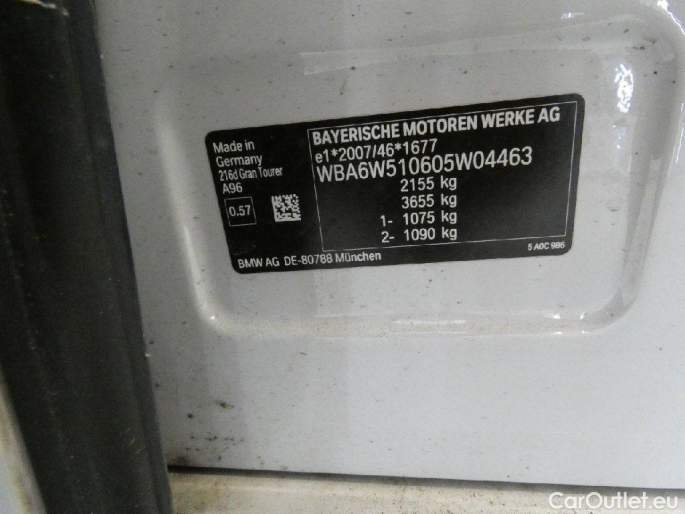 Made in
Germany
216d Gran Tourer
A96
0.57
BAYERISCHE MOTOREN WERKE AG
e1*2007/46*1677
WBA6W510605W04463
2155 kg
3655 kg
1- 1075 kg
2- 1090 kg
5 A0C 986
BMW AG DE-80788 München
CarOutlet.eu